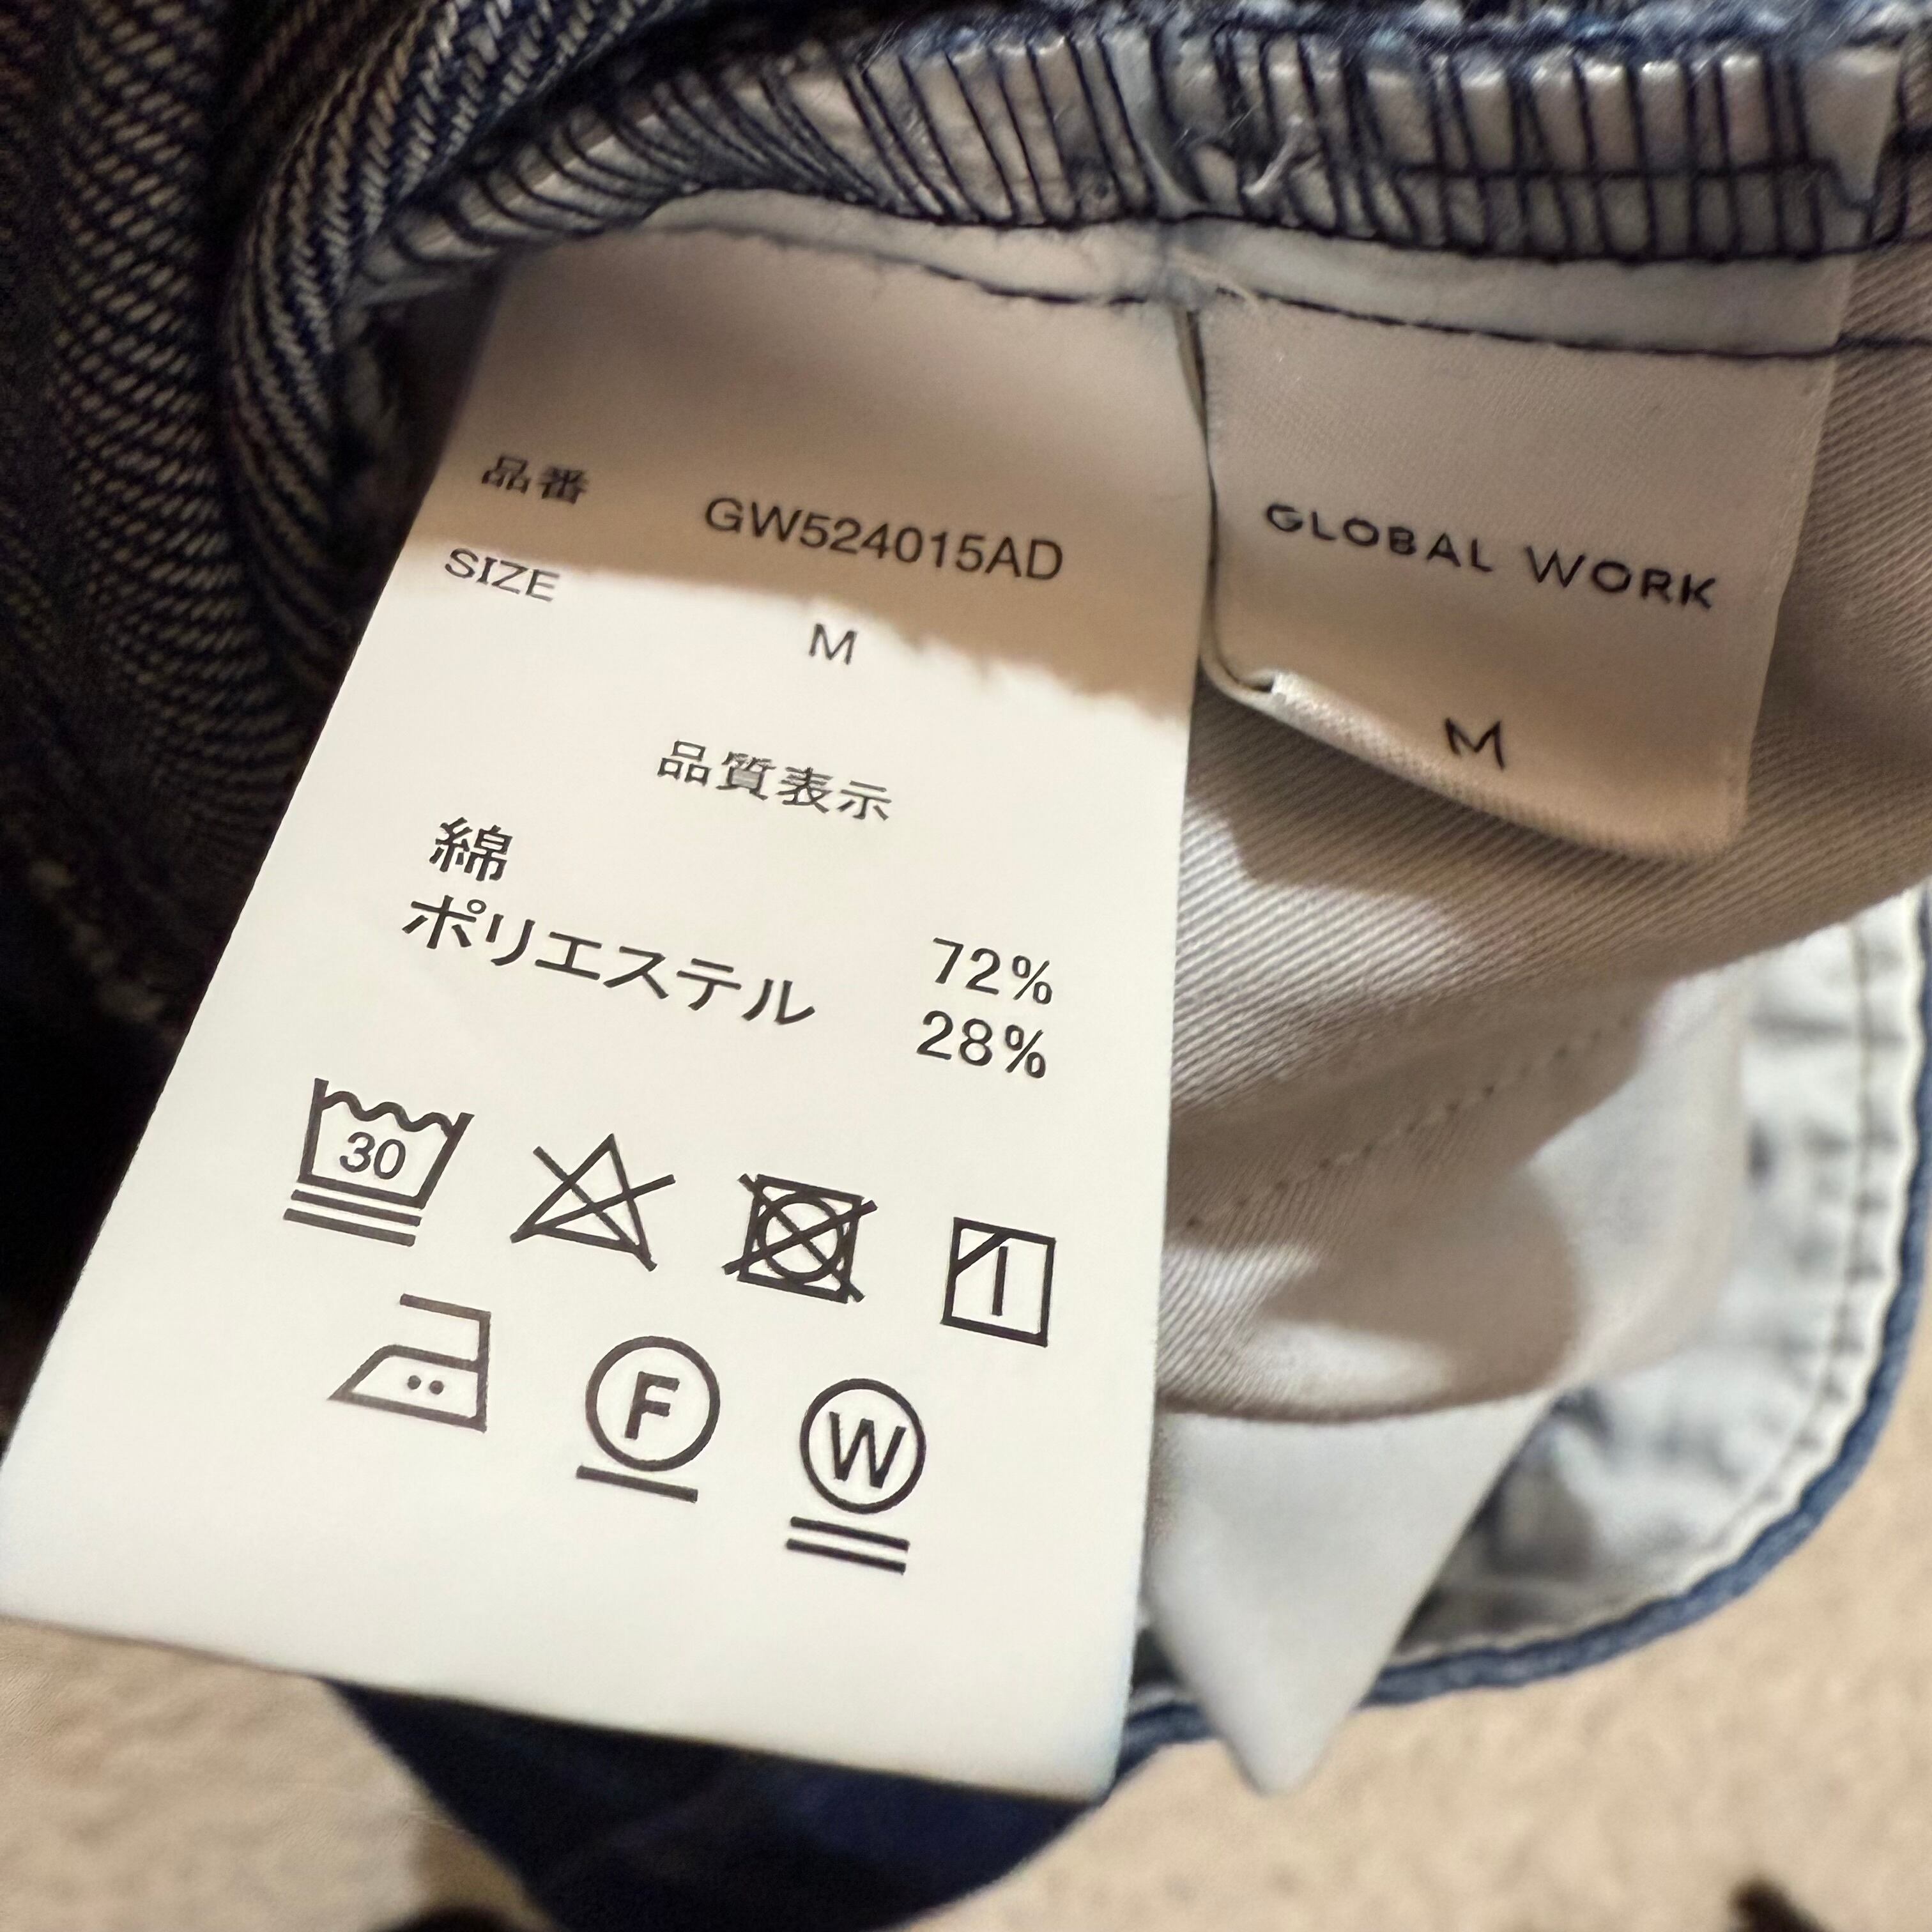 品番 GW524015AD
SIZE M
品質表示
綿 72%
ポリエステル 28%
30
F
W
GLOBAL WORK
M